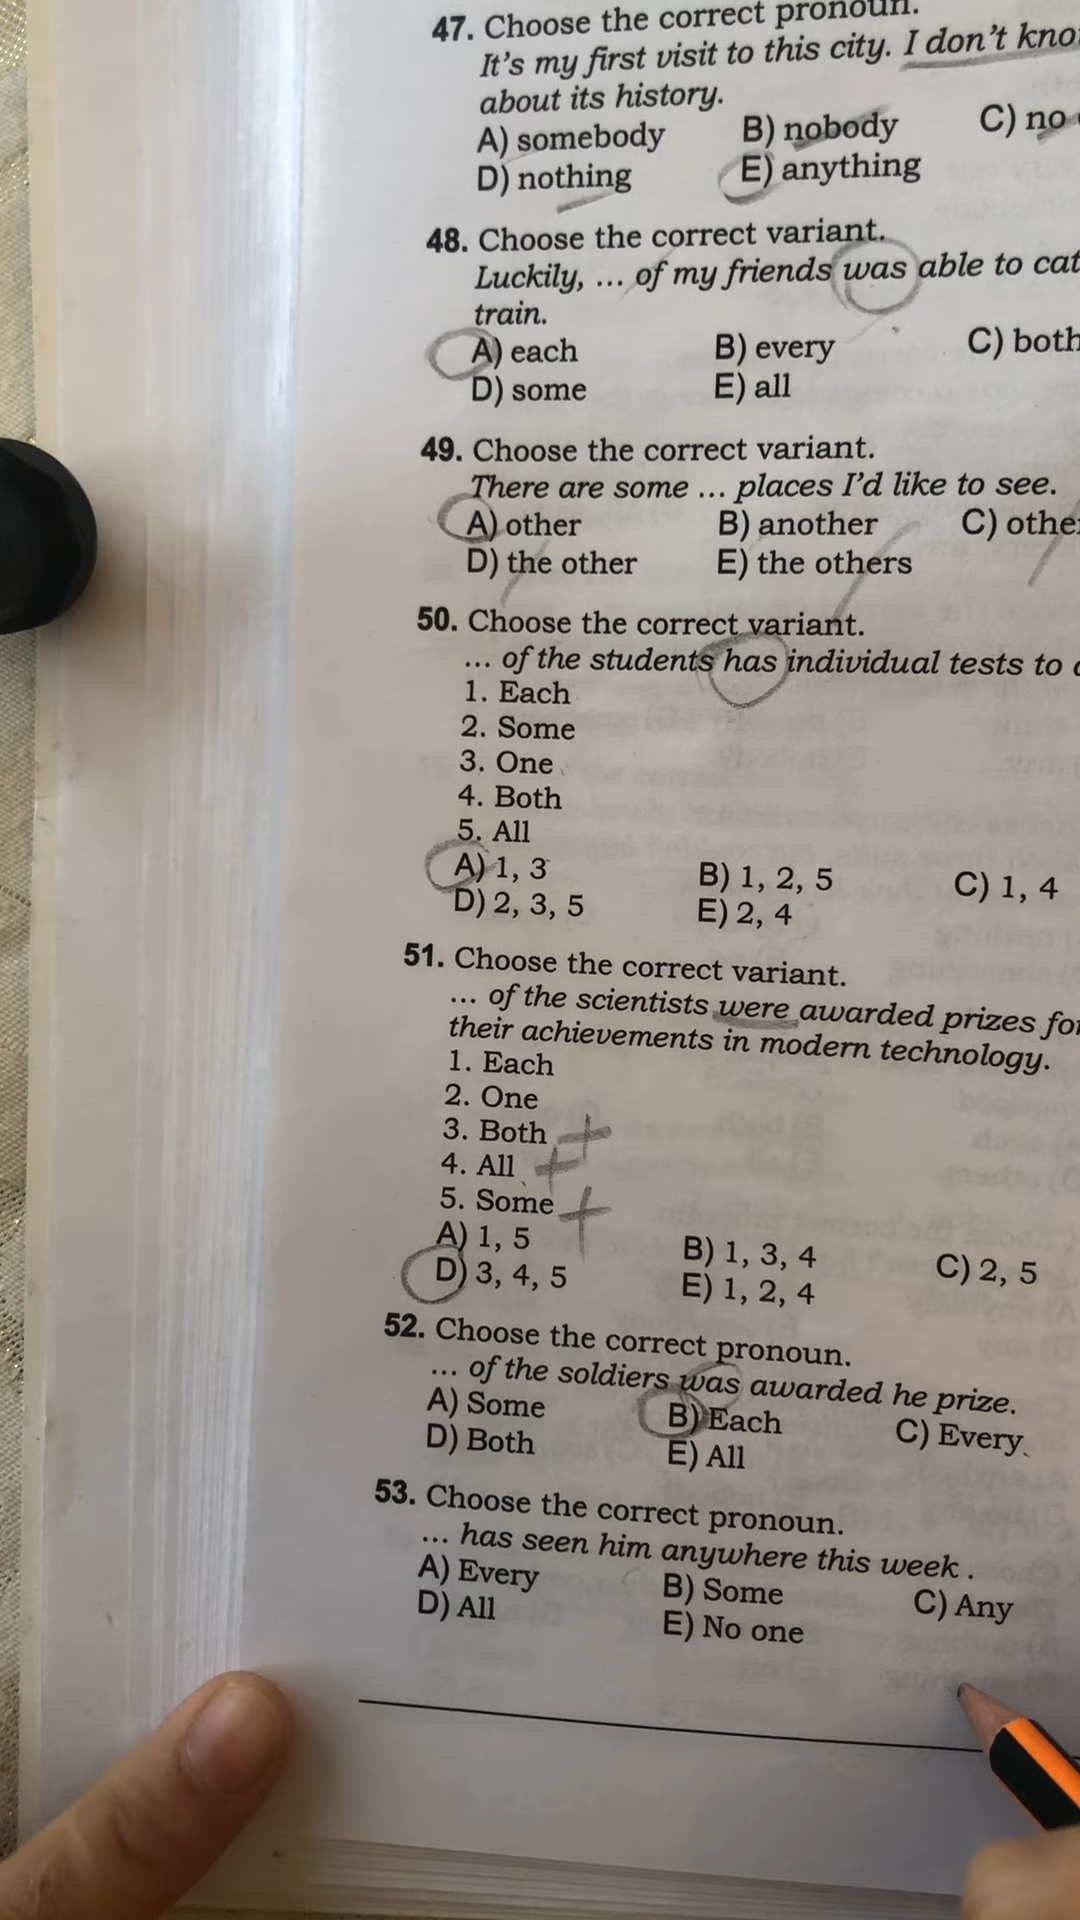 47. Choose the correct pronoun.
It's my first visit to this city. I don't
about its history.
A) somebody B) nobody C) no
D) nothing E) anything
48. Choose the correct variant.
Luckily, ... of my friends was able to
train.
A) each B) every C) both
D) some E) all
49. Choose the correct variant.
There are some ... places I'd like to see.
A) other B) another C)
D) the other E) the others
50. Choose the correct variant.
... of the students has individual tests to
1. Each
2. Some
3. One
4. Both
5. All
A) 1, 3 B) 1, 2, 5 C) 1, 4
D) 2, 3, 5 E) 2, 4
51. Choose the correct variant.
... of the scientists were awarded prizes for
their achievements in modern technology.
1. Each
2. One
3. Both
4. All
5. Some
A) 1, 5 B) 1, 3, 4 C) 2, 5
D) 3, 4, 5 E) 1, 2, 4
52. Choose the correct pronoun.
... of the soldiers was awarded he prize.
A) Some B) Each C) Every
D) Both E) All
53. Choose the correct pronoun.
... has seen him anywhere this week .
A) Every B) Some C) Any
D) All E) No one